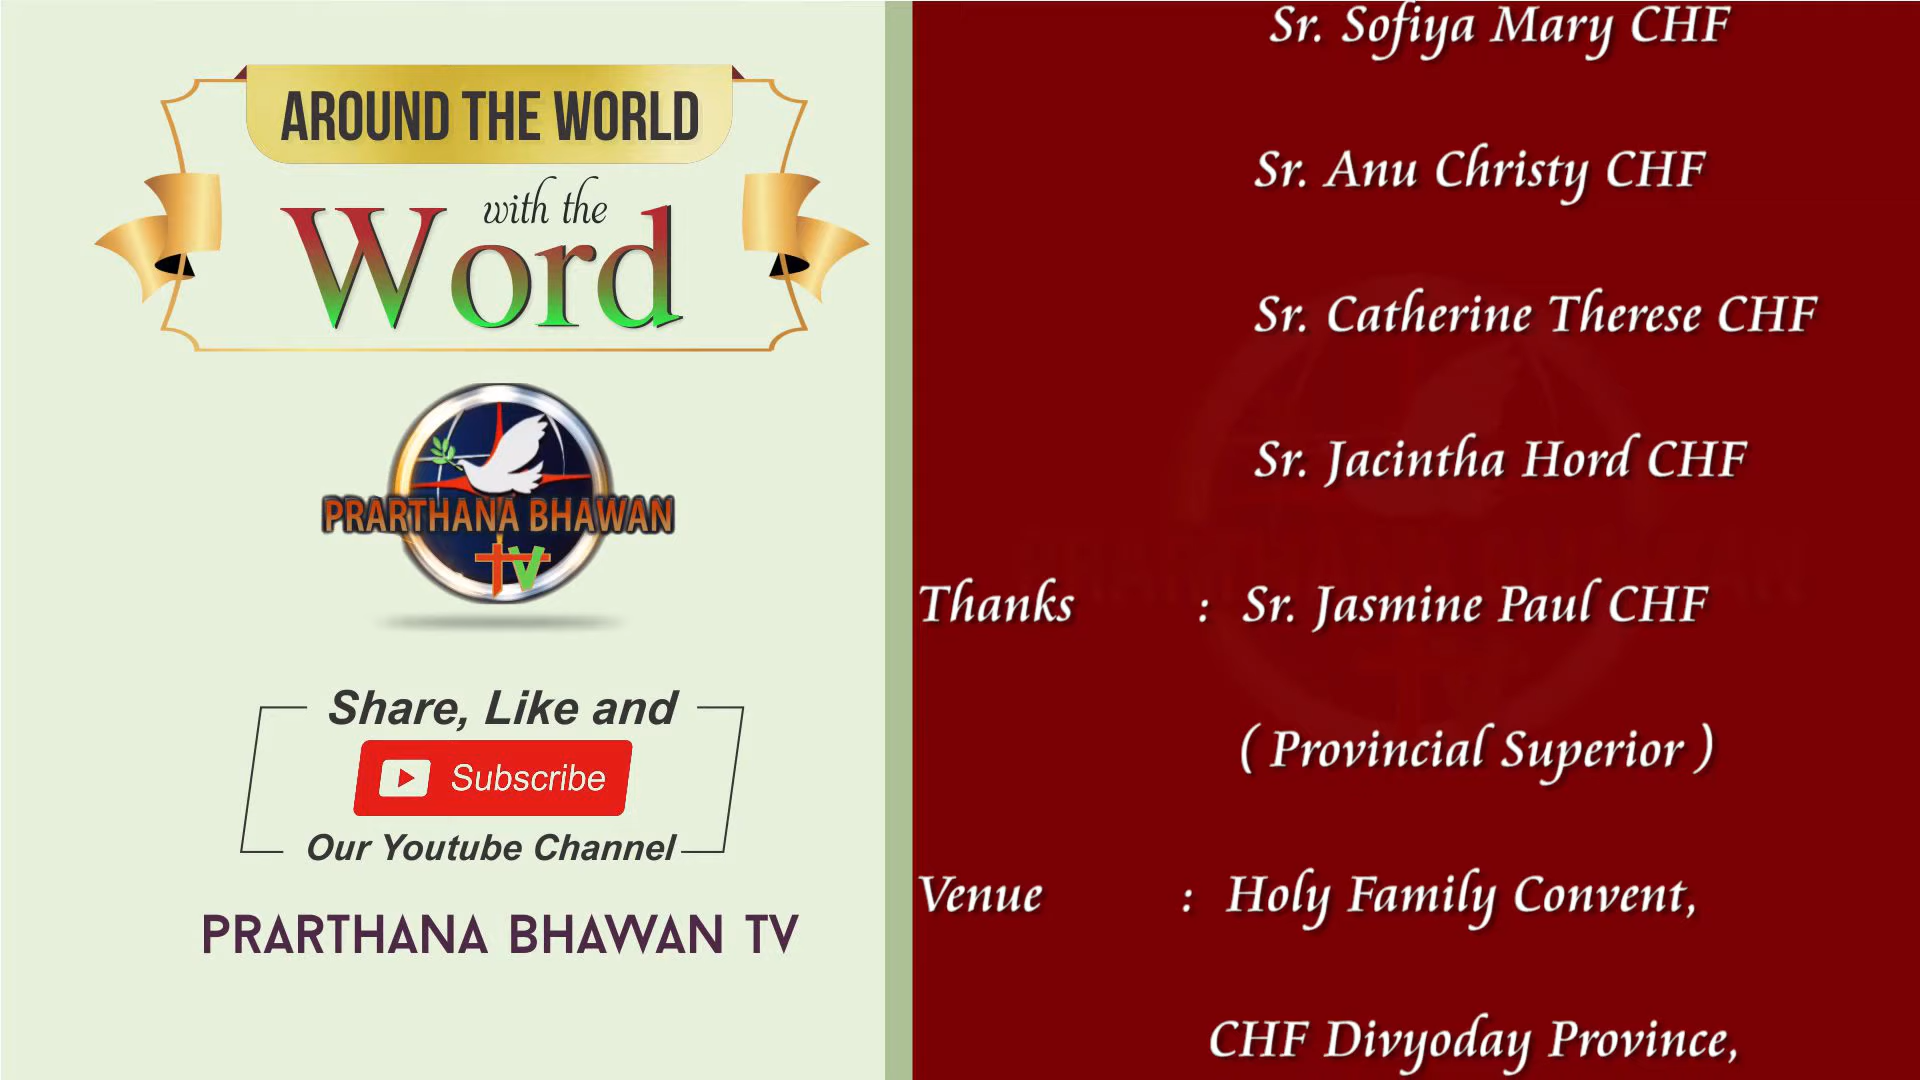 AROUND THE WORLD
with the
Word
PRARTHANA BHAWAN
TV
Share, Like and
Subscribe
Our Youtube Channel
PRARTHANA BHAWAN TV
Sr. Sofiya Mary CHF
Sr. Anu Christy CHF
Sr. Catherine Therese CHF
Sr. Jacintha Hord CHF
Thanks : Sr. Jasmine Paul CHF
( Provincial Superior )
Venue : Holy Family Convent,
CHF Divyoday Province,